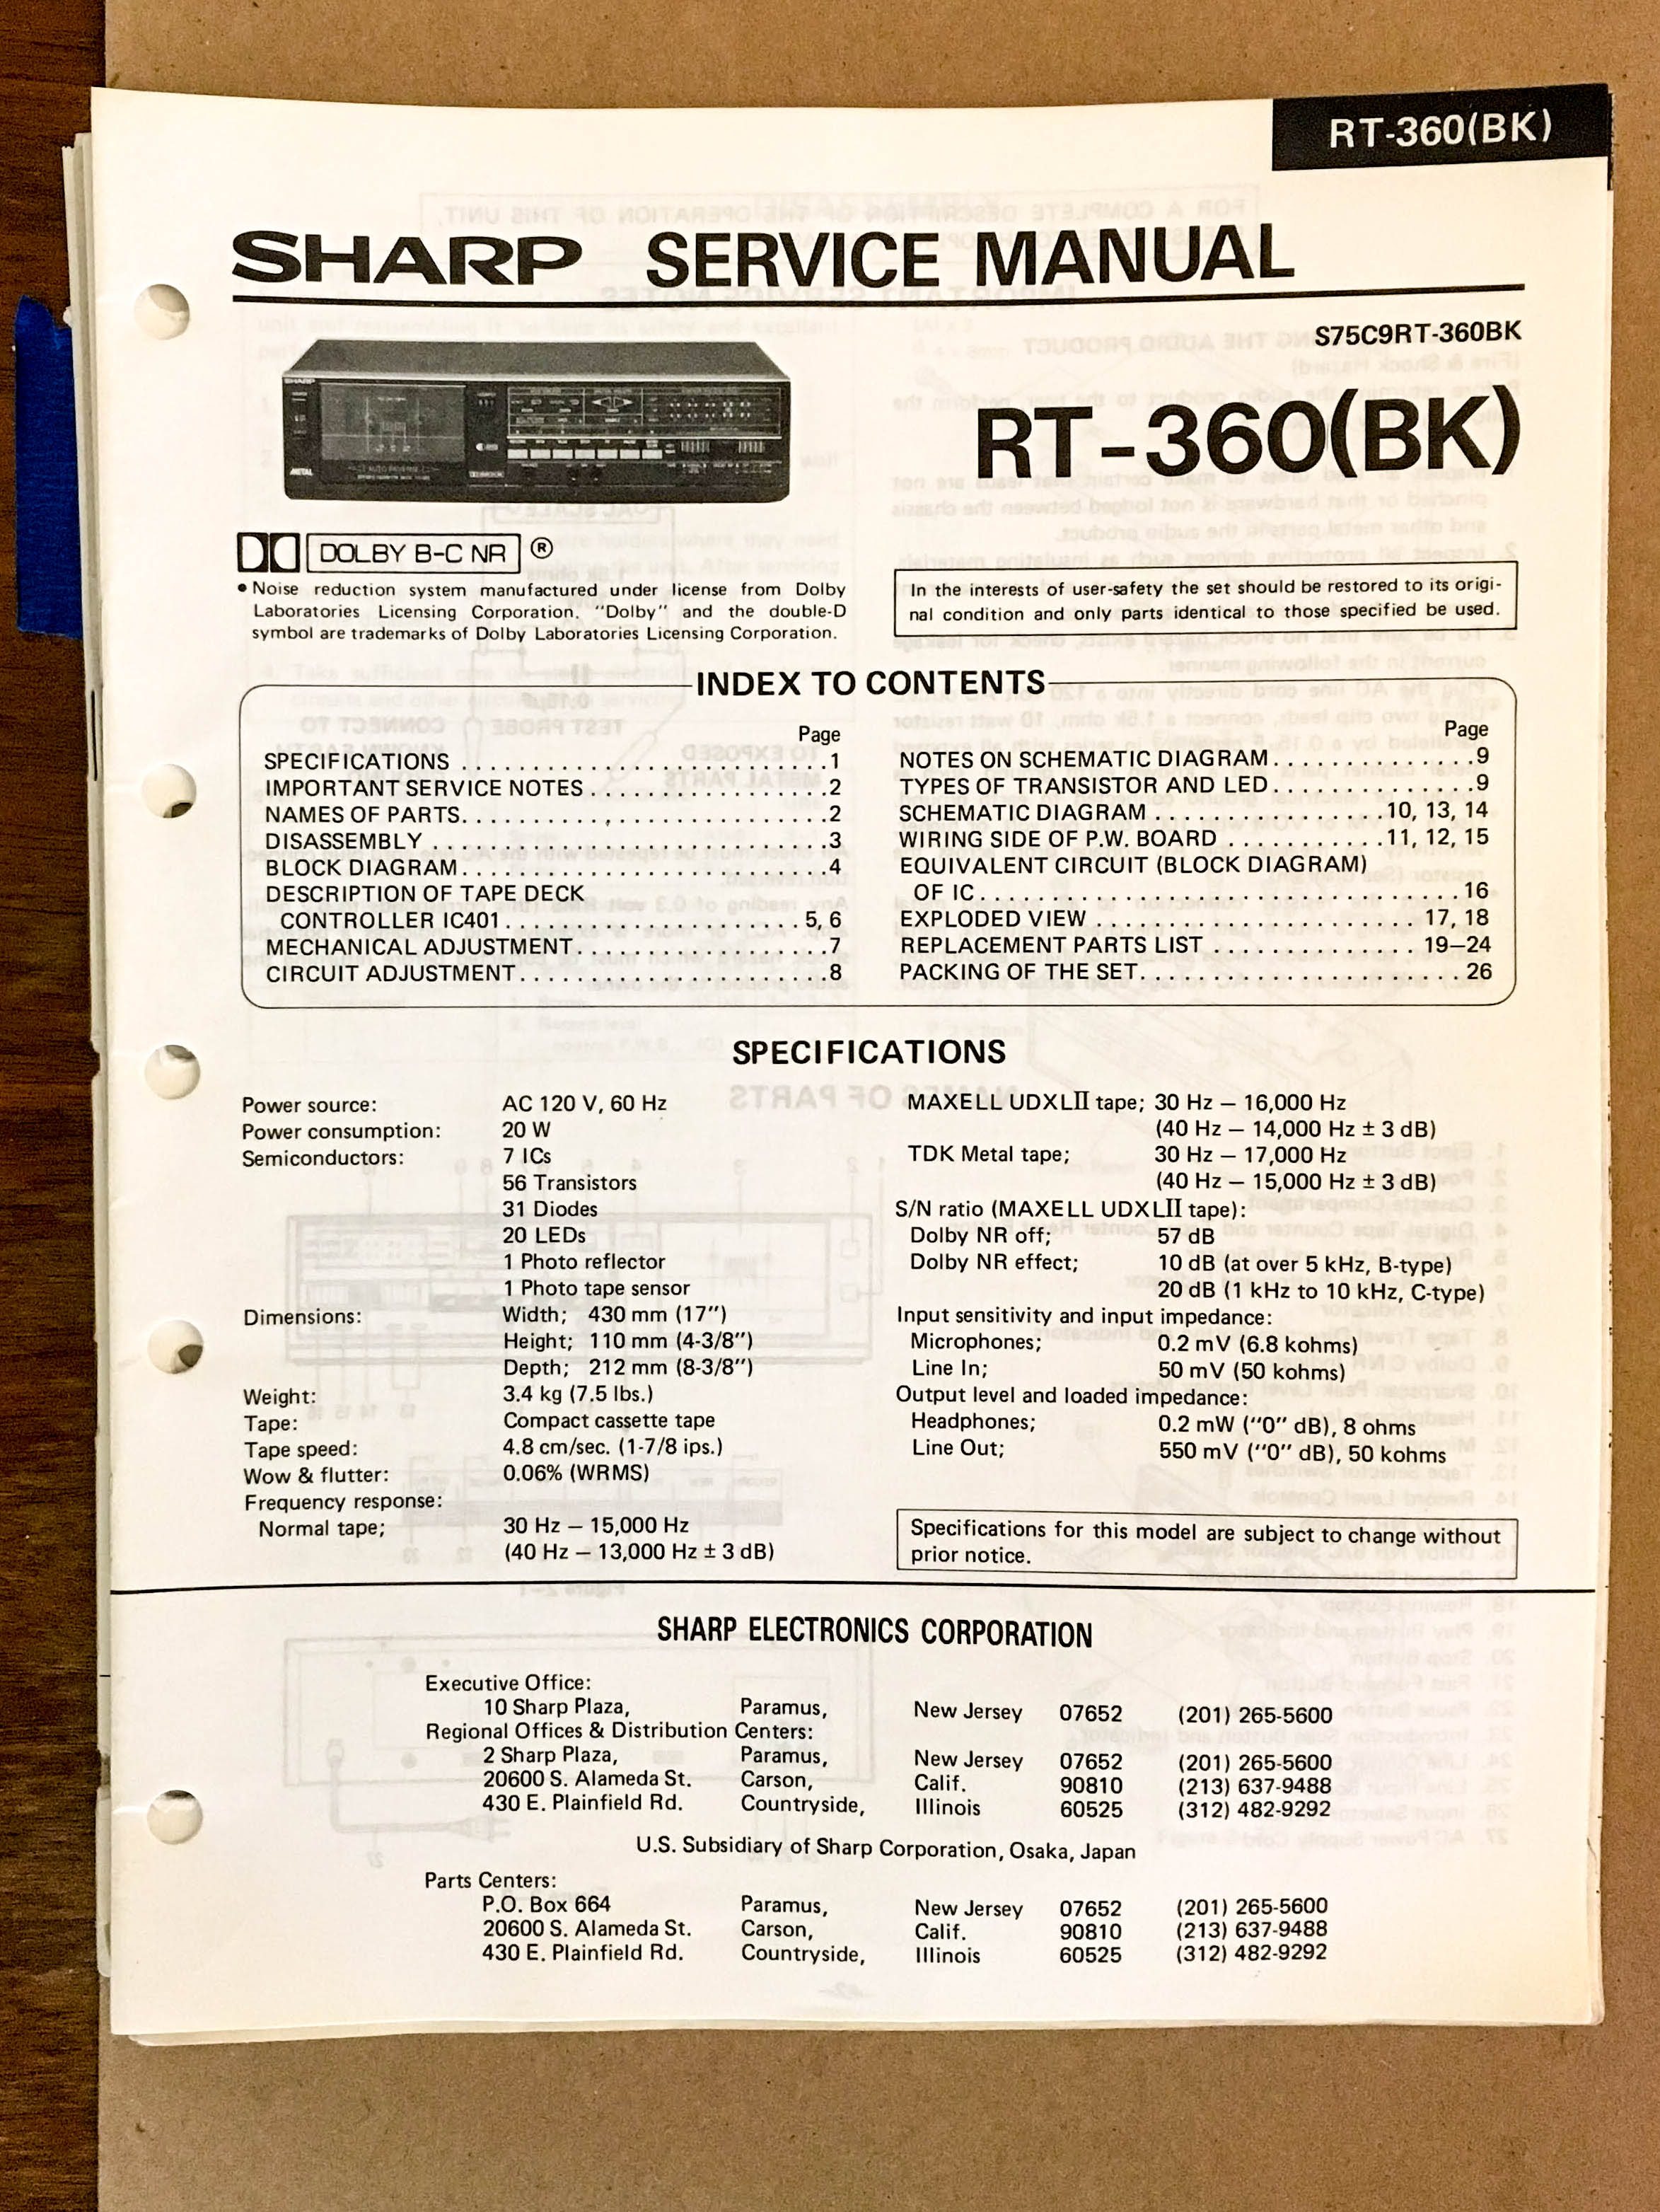 RT-360(BK)
SHARP SERVICE MANUAL
S75C9RT-360BK
RT-360(BK)
SHARP
METAL
DOLBY B-C NR ®
● Noise reduction system manufactured under license from Dolby
Laboratories Licensing Corporation. “Dolby” and the double-D
symbol are trademarks of Dolby Laboratories Licensing Corporation.
In the interests of user-safety the set should be restored to its origi-
nal condition and only parts identical to those specified be used.
INDEX TO CONTENTS
Page
SPECIFICATIONS ............................1
IMPORTANT SERVICE NOTES..................2
NAMES OF PARTS............................2
DISASSEMBLY ..............................3
BLOCK DIAGRAM............................4
DESCRIPTION OF TAPE DECK
CONTROLLER IC401.......................5, 6
MECHANICAL ADJUSTMENT...................7
CIRCUIT ADJUSTMENT.......................8
Page
NOTES ON SCHEMATIC DIAGRAM..............9
TYPES OF TRANSISTOR AND LED..............9
SCHEMATIC DIAGRAM................10, 13, 14
WIRING SIDE OF P.W. BOARD ...........11, 12, 15
EQUIVALENT CIRCUIT (BLOCK DIAGRAM)
OF IC..................................16
EXPLODED VIEW ......................17, 18
REPLACEMENT PARTS LIST ..............19–24
PACKING OF THE SET......................26
SPECIFICATIONS
Power source: AC 120 V, 60 Hz
Power consumption: 20 W
Semiconductors: 7 ICs
56 Transistors
31 Diodes
20 LEDs
1 Photo reflector
1 Photo tape sensor
Dimensions: Width; 430 mm (17")
Height; 110 mm (4-3/8")
Depth; 212 mm (8-3/8")
Weight: 3.4 kg (7.5 lbs.)
Tape: Compact cassette tape
Tape speed: 4.8 cm/sec. (1-7/8 ips.)
Wow & flutter: 0.06% (WRMS)
Frequency response:
Normal tape; 30 Hz – 15,000 Hz
(40 Hz – 13,000 Hz ± 3 dB)
MAXELL UDXLII tape; 30 Hz – 16,000 Hz
(40 Hz – 14,000 Hz ± 3 dB)
TDK Metal tape; 30 Hz – 17,000 Hz
(40 Hz – 15,000 Hz ± 3 dB)
S/N ratio (MAXELL UDXLII tape):
Dolby NR off; 57 dB
Dolby NR effect; 10 dB (at over 5 kHz, B-type)
20 dB (1 kHz to 10 kHz, C-type)
Input sensitivity and input impedance:
Microphones; 0.2 mV (6.8 kohms)
Line In; 50 mV (50 kohms)
Output level and loaded impedance:
Headphones; 0.2 mW (“0” dB), 8 ohms
Line Out; 550 mV (“0” dB), 50 kohms
Specifications for this model are subject to change without
prior notice.
SHARP ELECTRONICS CORPORATION
Executive Office:
10 Sharp Plaza, Paramus, New Jersey 07652 (201) 265-5600
Regional Offices & Distribution Centers:
2 Sharp Plaza, Paramus, New Jersey 07652 (201) 265-5600
20600 S. Alameda St. Carson, Calif. 90810 (213) 637-9488
430 E. Plainfield Rd. Countryside, Illinois 60525 (312) 482-9292
U.S. Subsidiary of Sharp Corporation, Osaka, Japan
Parts Centers:
P.O. Box 664 Paramus, New Jersey 07652 (201) 265-5600
20600 S. Alameda St. Carson, Calif. 90810 (213) 637-9488
430 E. Plainfield Rd. Countryside, Illinois 60525 (312) 482-9292